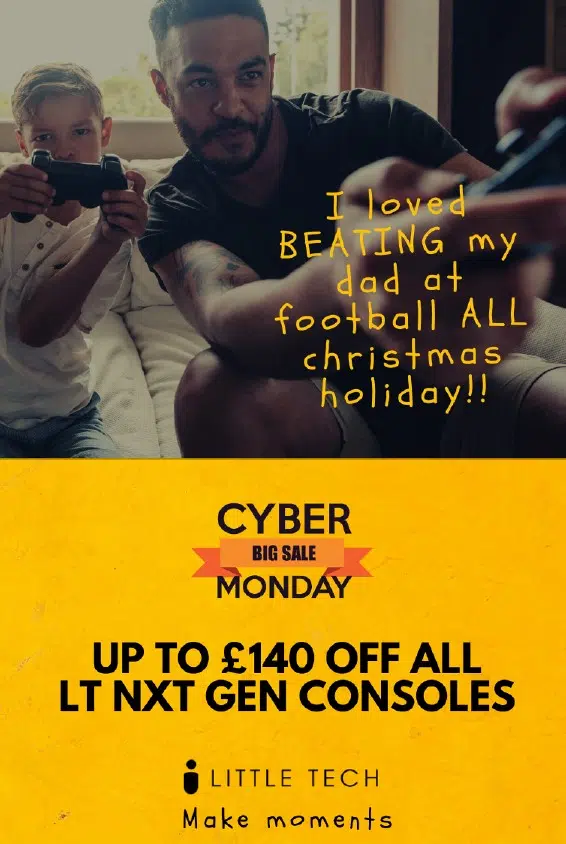 I loved
BEATING my
dad at
football ALL
christmas
holiday!!
CYBER
BIG SALE
MONDAY
UP TO £140 OFF ALL
LT NXT GEN CONSOLES
LITTLE TECH
Make moments